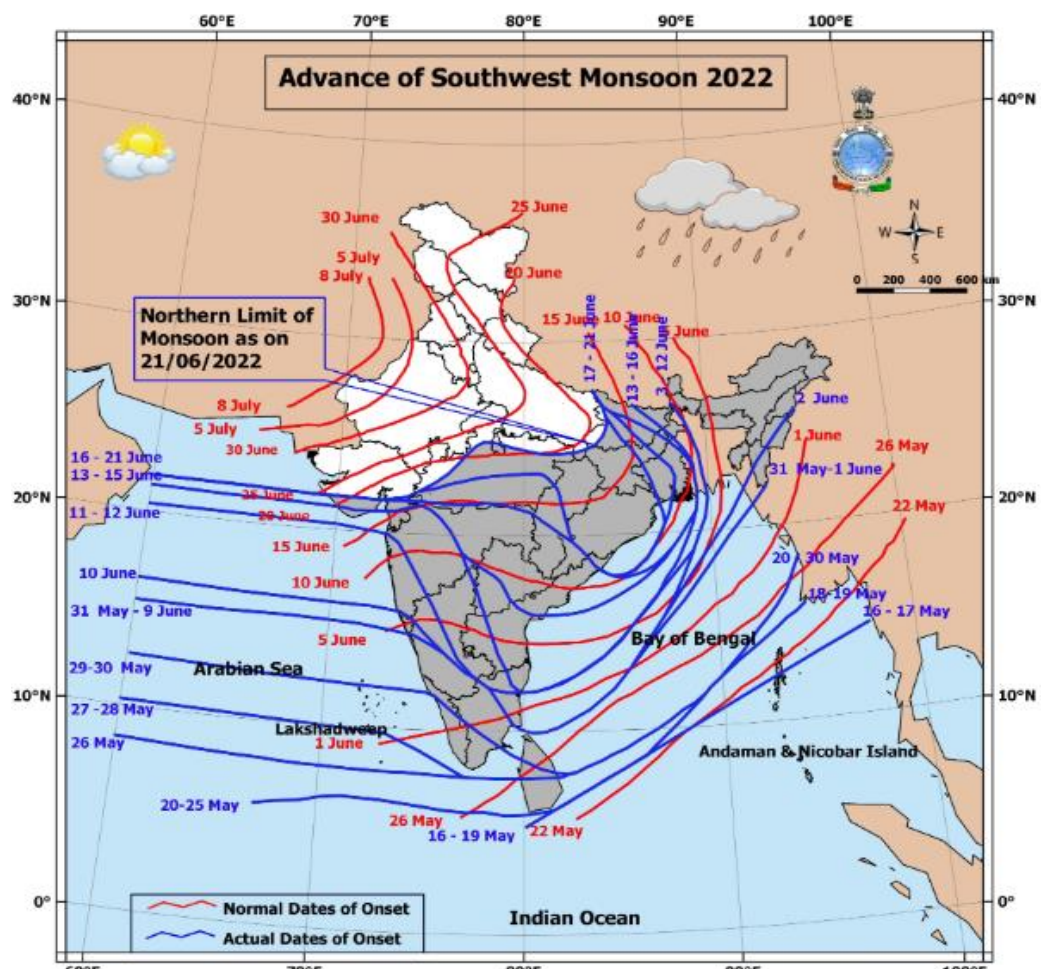 60°E
70°E
80°E
90°E
100°E
Advance of Southwest Monsoon 2022
40°N
40°N
N
W E
S
0 200 400 600 km
30 June
25 June
5 July
8 July
20 June
30°N
30°N
Northern Limit of
Monsoon as on
21/06/2022
15 June
10 June
17 - 21 June
13 - 16 June
3 - 12 June
8 July
5 July
30 June
2 June
1 June
26 May
16 - 21 June
13 - 15 June
31 May-1 June
20°N
20°N
22 May
11 - 12 June
20 June
15 June
10 June
10 June
20 - 30 May
18-19 May
16 - 17 May
31 May - 9 June
5 June
Bay of Bengal
29-30 May
Arabian Sea
10°N
10°N
27 -28 May
Lakshadweep
26 May
1 June
Andaman & Nicobar Island
20-25 May
26 May
16 - 19 May
22 May
0°
0°
Normal Dates of Onset
Actual Dates of Onset
Indian Ocean